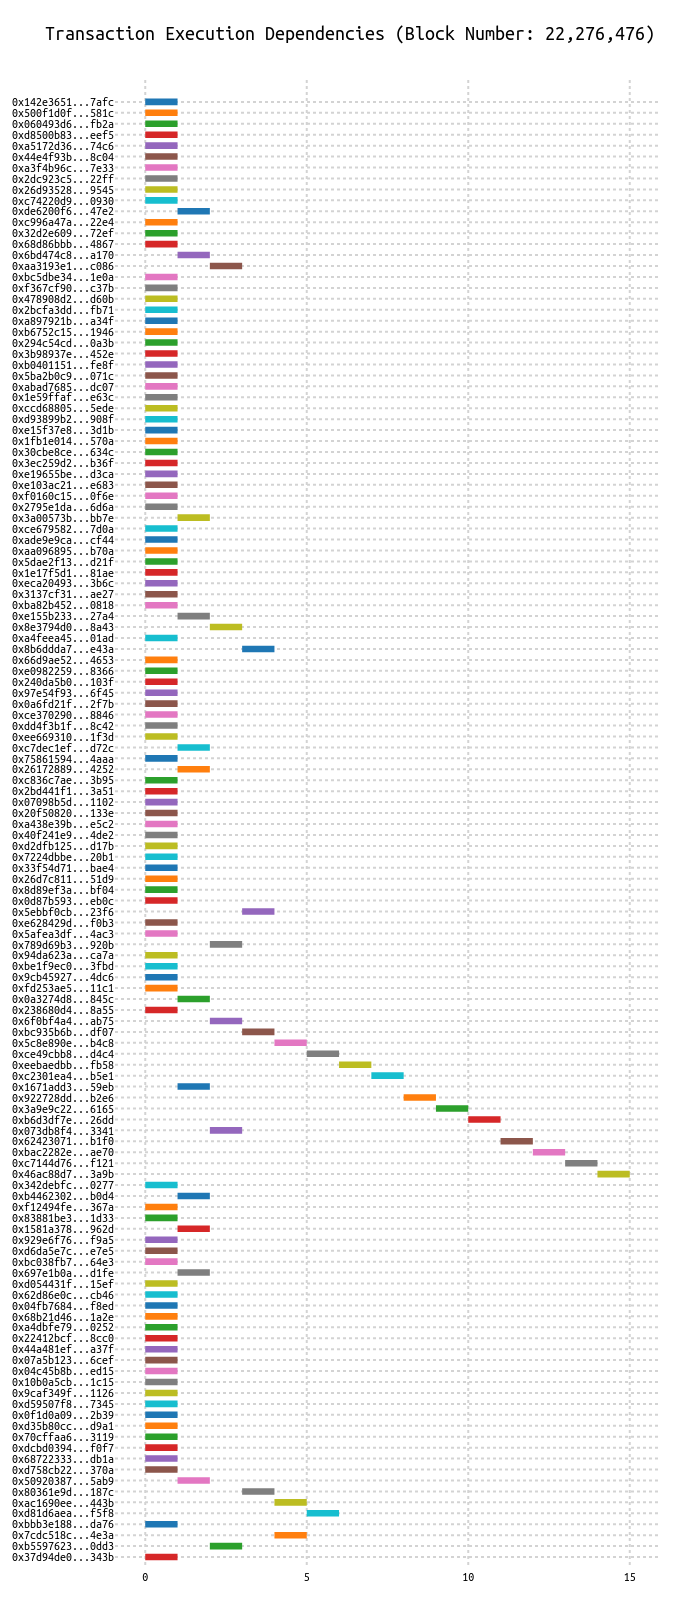 Transaction Execution Dependencies (Block Number: 22,276,476)
0x142e3651...7afc
0x500f1d0f...581c
0x060493d6...fb2a
0xd8500b83...eef5
0xa5172d36...74c6
0x44e4f93b...8c04
0xa3f4b96c...7e33
0x2dc923c5...22ff
0x26d93528...9545
0xc74220d9...0930
0xde6200f6...47e2
0xc996a47a...22e4
0x32d2e609...72ef
0x68d86bbb...4867
0x6bd474c8...a170
0xaa3193e1...c086
0xbc5dbe34...1e0a
0xf367cf90...c37b
0x478908d2...d60b
0x2bcfa3dd...fb71
0xa897921b...a34f
0xb6752c15...1946
0x294c54cd...0a3b
0x3b98937e...452e
0xb0401151...fe8f
0x5ba2b0c9...071c
0xabad7685...dc07
0x1e59ffaf...e63c
0xccd68805...5ede
0xd93899b2...908f
0xe15f37e8...3d1b
0x1fb1e014...570a
0x30cbe8ce...634c
0x3ec259d2...b36f
0xe19655be...d3ca
0xe103ac21...e683
0xf0160c15...0f6e
0x2795e1da...6d6a
0x3a00573b...bb7e
0xce679582...7d0a
0xade9e9ca...cf44
0xaa096895...b70a
0x5dae2f13...d21f
0x1e17f5d1...81ae
0xeca20493...3b6c
0x3137cf31...ae27
0xba82b452...0818
0xe155b233...27a4
0x8e3794d0...8a43
0xa4feea45...01ad
0x8b6ddda7...e43a
0x66d9ae52...4653
0xe0982259...8366
0x240da5b0...103f
0x97e54f93...6f45
0x0a6fd21f...2f7b
0xce370290...8846
0xdd4f3b1f...8c42
0xee669310...1f3d
0xc7dec1ef...d72c
0x75861594...4aaa
0x26172889...4252
0xc836c7ae...3b95
0x2bd441f1...3a51
0x07098b5d...1102
0x20f50820...133e
0xa438e39b...e5c2
0x40f241e9...4de2
0xd2dfb125...d17b
0x7224dbbe...20b1
0x33f54d71...bae4
0x26d7c811...51d9
0x8d89ef3a...bf04
0x0d87b593...eb0c
0x5ebbf0cb...23f6
0xe628429d...f0b3
0x5afea3df...4ac3
0x789d69b3...920b
0x94da623a...ca7a
0xbe1f9ec0...3fbd
0x9cb45927...4dc6
0xfd253ae5...11c1
0x0a3274d8...845c
0x238680d4...8a55
0x6f0bf4a4...ab75
0xbc935b6b...df07
0x5c8e890e...b4c8
0xce49cbb8...d4c4
0xeebaedbb...fb58
0xc2301ea4...b5e1
0x1671add3...59eb
0x922728dd...b2e6
0x3a9e9c22...6165
0xb6d3df7e...26dd
0x073db8f4...3341
0x62423071...b1f0
0xbac2282e...ae70
0xc7144d76...f121
0x46ac88d7...3a9b
0x342debfc...0277
0xb4462302...b0d4
0xf12494fe...367a
0x83881be3...1d33
0x1581a378...962d
0x929e6f76...f9a5
0xd6da5e7c...e7e5
0xbc038fb7...64e3
0x697e1b0a...d1fe
0xd054431f...15ef
0x62d86e0c...cb46
0x04fb7684...f8ed
0x68b21d46...1a2e
0xa4dbfe79...0252
0x22412bcf...8cc0
0x44a481ef...a37f
0x07a5b123...6cef
0x04c45b8b...ed15
0x10b0a5cb...1c15
0x9caf349f...1126
0xd59507f8...7345
0x0f1d0a09...2b39
0xd35b80cc...d9a1
0x70cffaa6...3119
0xdcbd0394...f0f7
0x68722333...db1a
0xd758cb22...370a
0x50920387...5ab9
0x80361e9d...187c
0xac1690ee...443b
0xd81d6aea...f5f8
0xbbb3e188...da76
0x7cdc518c...4e3a
0xb5597623...0dd3
0x37d94de0...343b
0 5 10 15